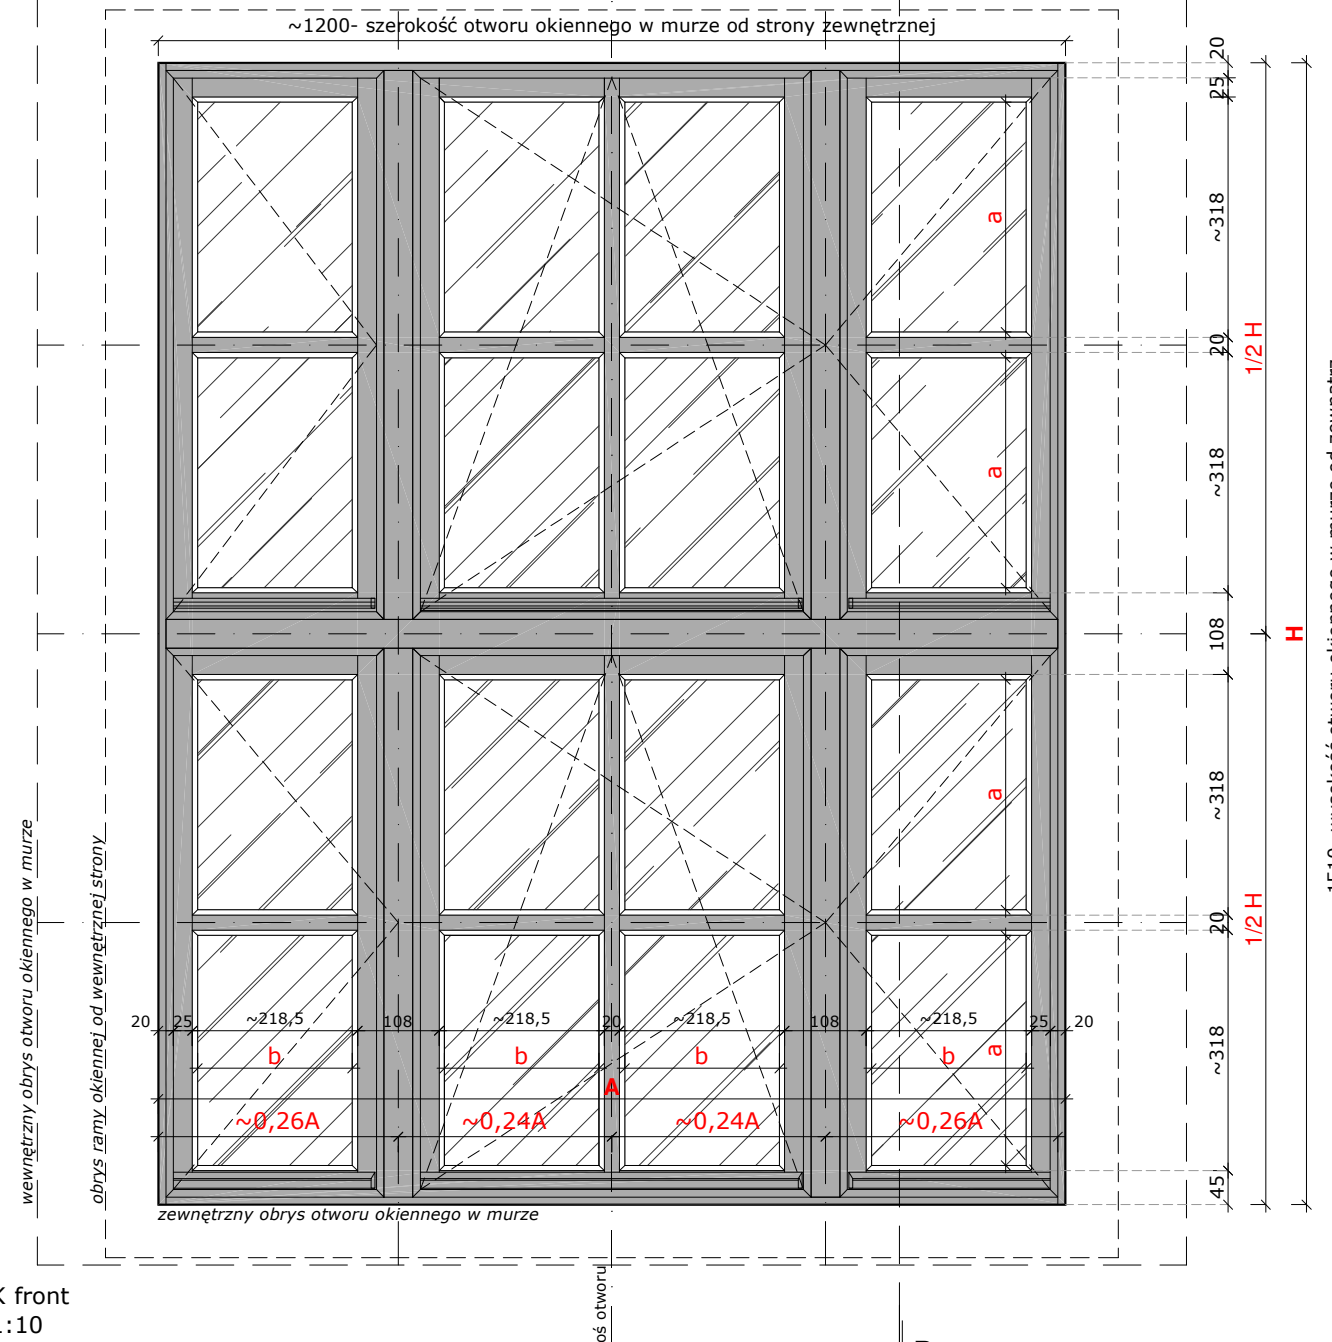 ~1200- szerokość otworu okiennego w murze od strony zewnętrznej
20
25
~318
a
20
1/2 H
~318
a
108
H
~318
a
20
1/2 H
~318
a
45
wewnętrzny obrys otworu okiennego w murze
obrys ramy okiennej od wewnętrznej strony
20 25 ~218,5 108 ~218,5 20 ~218,5 108 ~218,5 25 20
b b b b
A
~0,26A ~0,24A ~0,24A ~0,26A
zewnętrzny obrys otworu okiennego w murze
front
:10
otworu